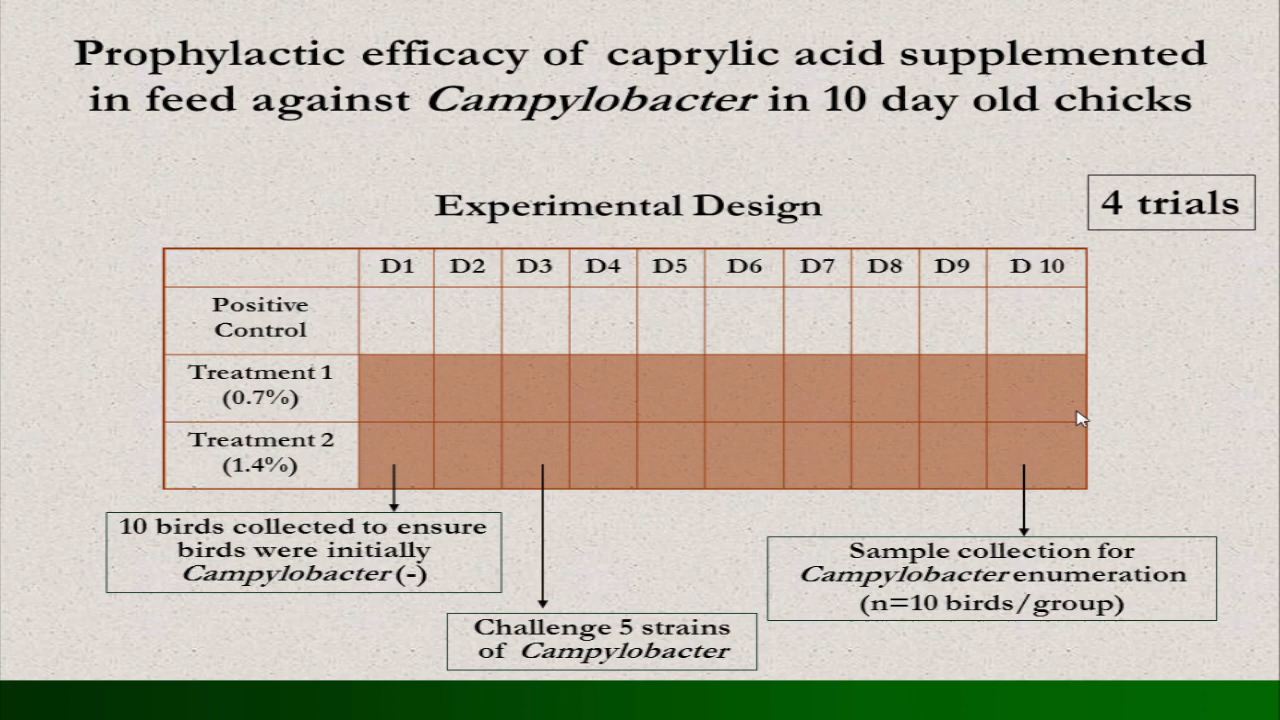 Prophylactic efficacy of caprylic acid supplemented
in feed against Campylobacter in 10 day old chicks
4 trials
Experimental Design
D1 D2 D3 D4 D5 D6 D7 D8 D9 D 10
Positive
Control
Treatment 1
(0.7%)
Treatment 2
(1.4%)
10 birds collected to ensure
birds were initially
Campylobacter (-)
Sample collection for
Campylobacter enumeration
(n=10 birds/group)
Challenge 5 strains
of Campylobacter